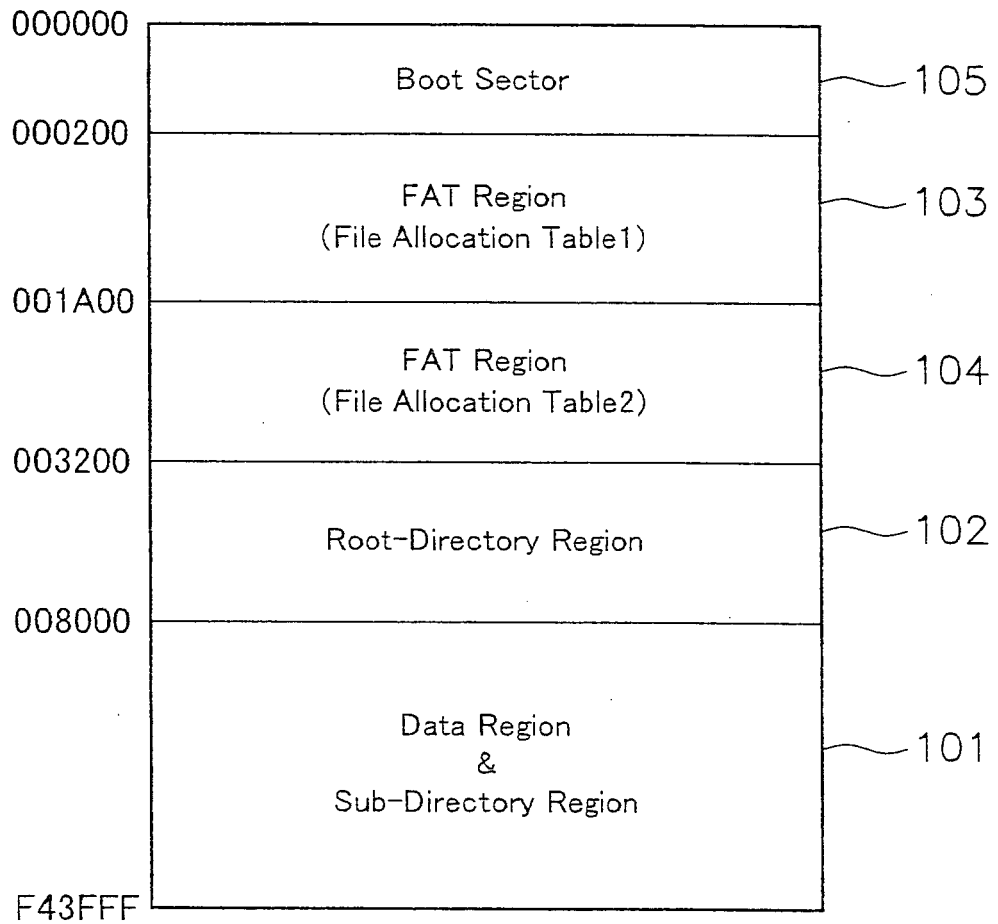 000000
Boot Sector
105
000200
FAT Region
(File Allocation Table1)
103
001A00
FAT Region
(File Allocation Table2)
104
003200
Root-Directory Region
102
008000
Data Region
&
Sub-Directory Region
101
F43FFF